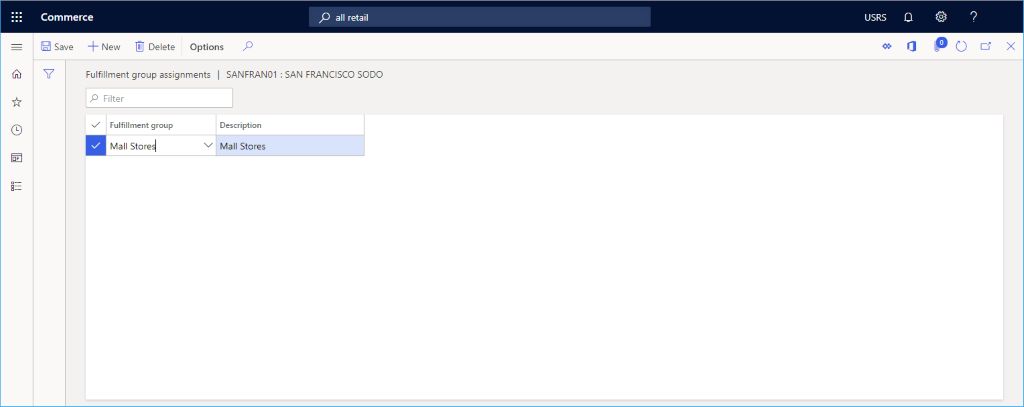 Commerce
all retail
USRS
?
Save
New
Delete
Options
0
Fulfillment group assignments | SANFRAN01 : SAN FRANCISCO SODO
Filter
Fulfillment group Description
Mall Stores Mall Stores